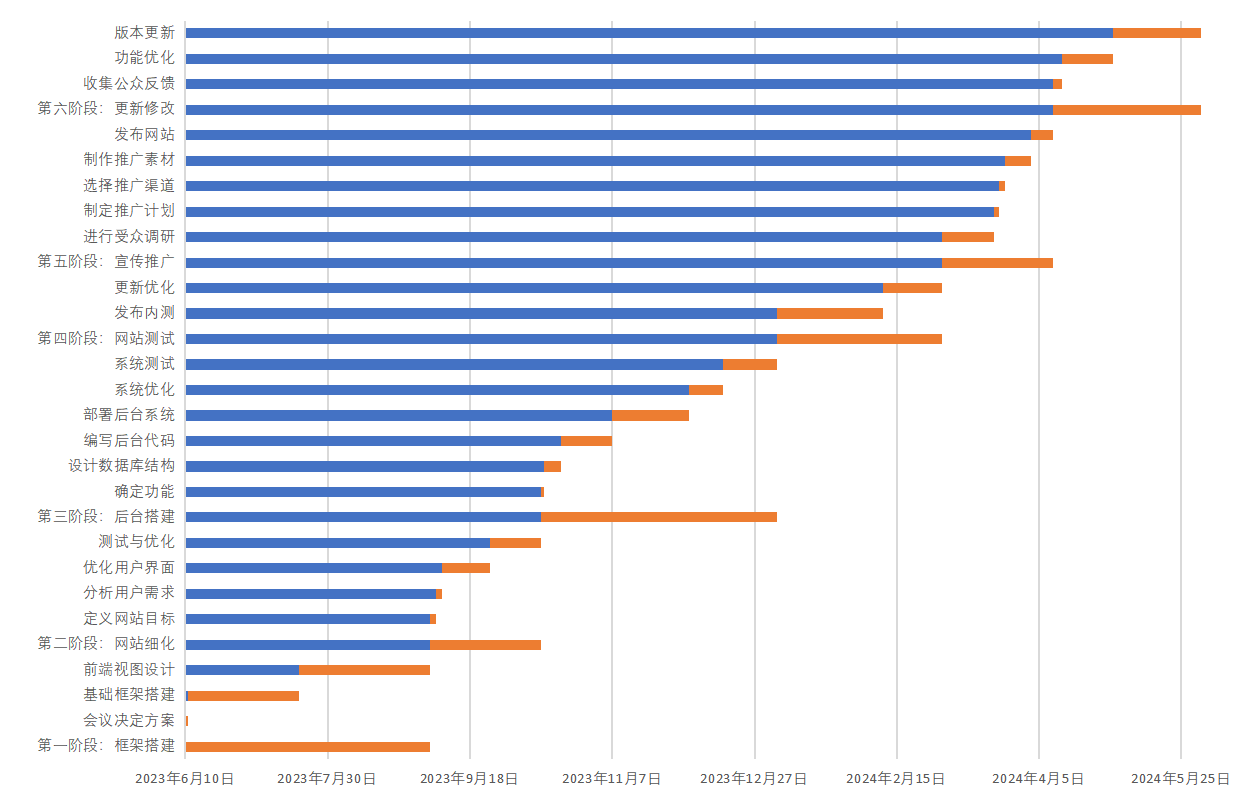 版本更新
功能优化
收集公众反馈
第六阶段：更新修改
发布网站
制作推广素材
选择推广渠道
制定推广计划
进行受众调研
第五阶段：宣传推广
更新优化
发布内测
第四阶段：网站测试
系统测试
系统优化
部署后台系统
编写后台代码
设计数据库结构
确定功能
第三阶段：后台搭建
测试与优化
优化用户界面
分析用户需求
定义网站目标
第二阶段：网站细化
前端视图设计
基础框架搭建
会议决定方案
第一阶段：框架搭建
2023年6月10日 2023年7月30日 2023年9月18日 2023年11月7日 2023年12月27日 2024年2月15日 2024年4月5日 2024年5月25日